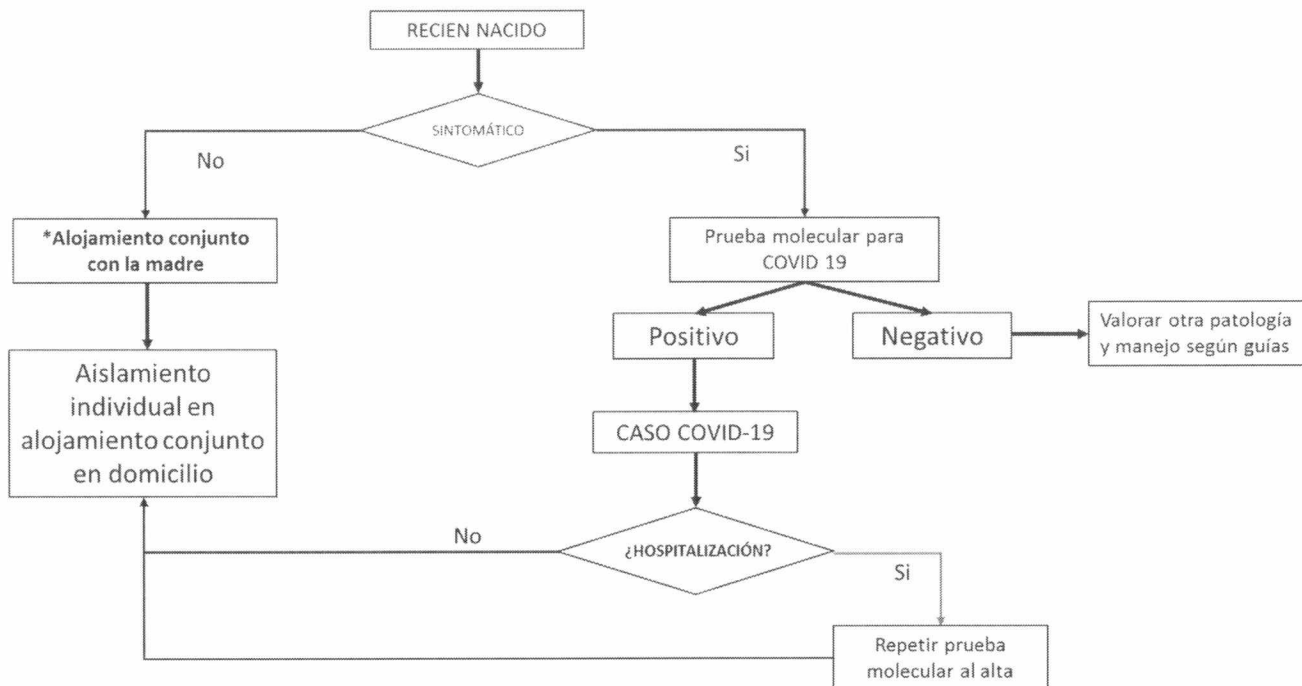 RECIEN NACIDO
SINTOMÁTICO
No
Si
*Alojamiento conjunto
con la madre
Prueba molecular para
COVID 19
Positivo
Negativo
Valorar otra patología
y manejo según guías
Aislamiento
individual en
alojamiento conjunto
en domicilio
CASO COVID-19
¿HOSPITALIZACIÓN?
No
Si
Repetir prueba
molecular al alta